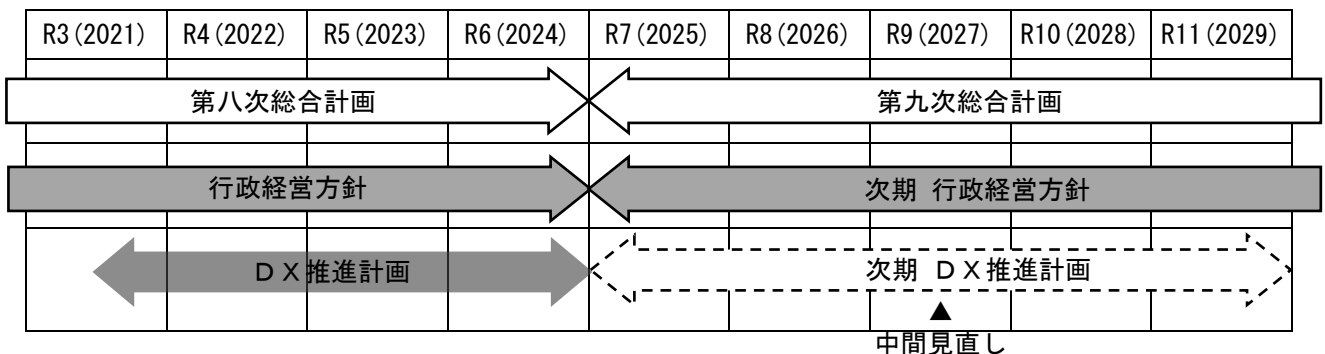 R3(2021) R4(2022) R5(2023) R6(2024) R7(2025) R8(2026) R9(2027) R10(2028) R11(2029)
第八次総合計画 第九次総合計画
行政経営方針 次期 行政経営方針
DX推進計画 次期 DX推進計画
▲
中間見直し